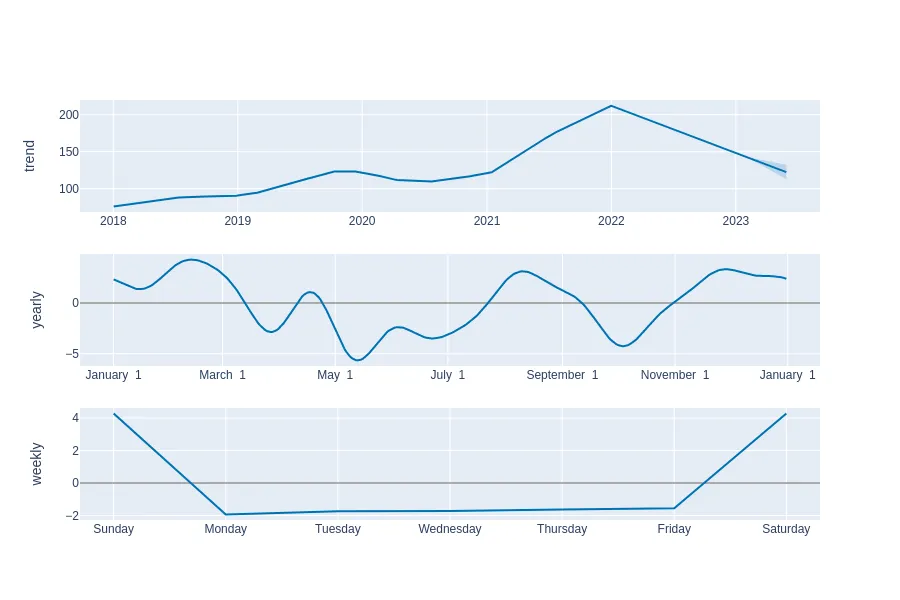 trend
200
150
100
2018 2019 2020 2021 2022 2023
yearly
0
−5
January 1 March 1 May 1 July 1 September 1 November 1 January 1
weekly
4
2
0
−2
Sunday Monday Tuesday Wednesday Thursday Friday Saturday